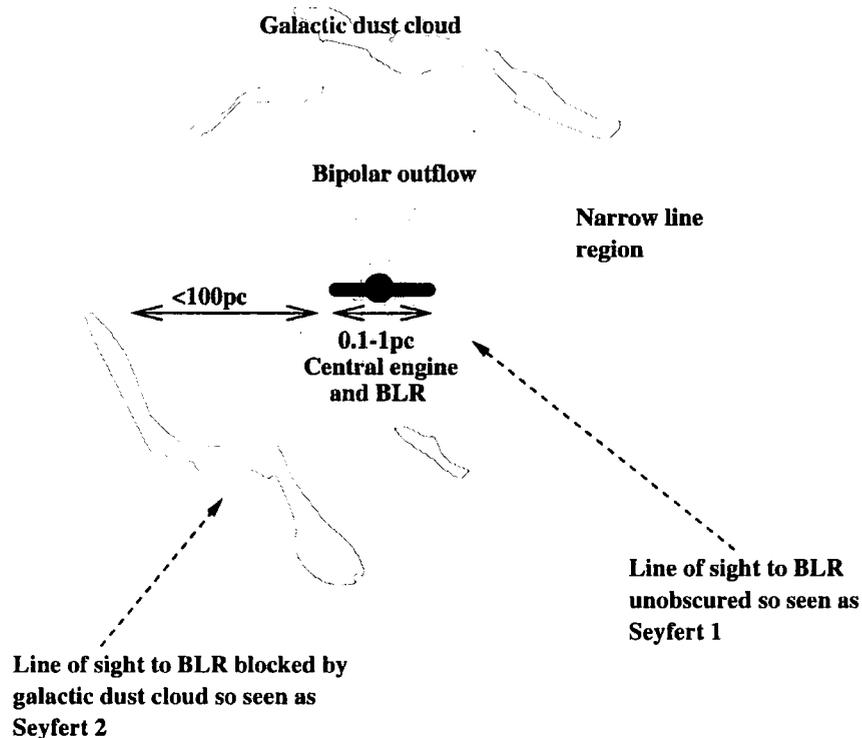 Galactic dust cloud
Bipolar outflow
Narrow line
region
<100pc
0.1-1pc
Central engine
and BLR
Line of sight to BLR
unobscured so seen as
Seyfert 1
Line of sight to BLR blocked by
galactic dust cloud so seen as
Seyfert 2